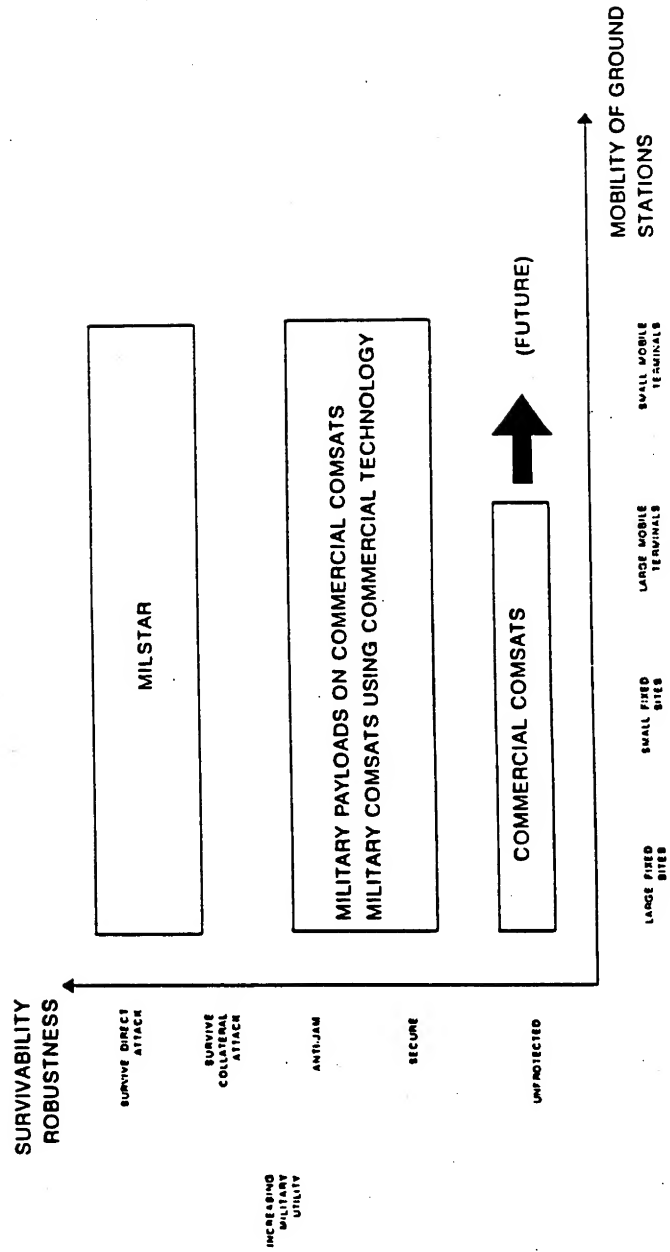 SURVIVABILITY
ROBUSTNESS
SURVIVE DIRECT
ATTACK
SURVIVE
COLLATERAL
ATTACK
ANTI-JAM
SECURE
UNPROTECTED
INCREASING
MILITARY
UTILITY
MILSTAR
MILITARY PAYLOADS ON COMMERCIAL COMSATS
MILITARY COMSATS USING COMMERCIAL TECHNOLOGY
COMMERCIAL COMSATS
(FUTURE)
LARGE FIXED
SITES
SMALL FIXED
SITES
LARGE MOBILE
TERMINALS
SMALL MOBILE
TERMINALS
MOBILITY OF GROUND
STATIONS